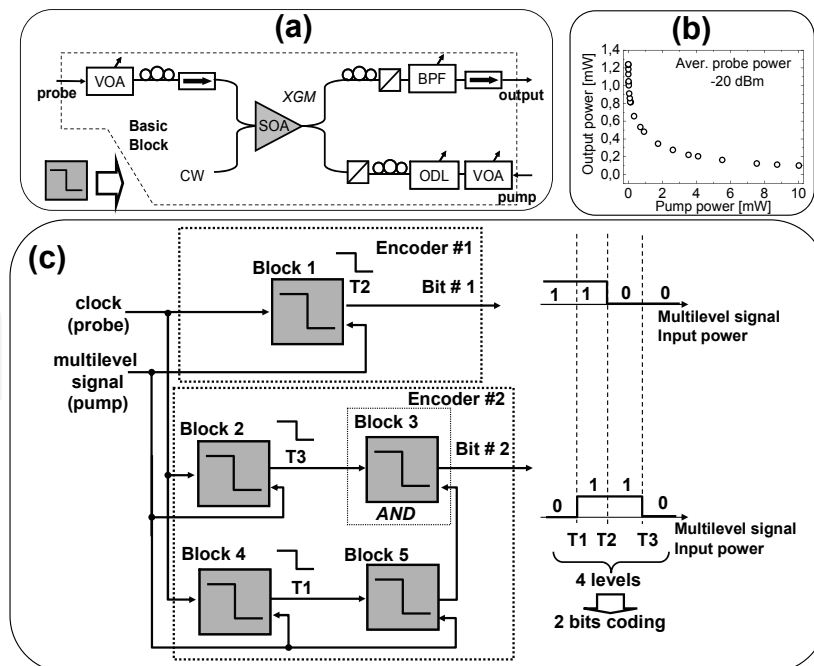 (a)
probe
VOA
XGM
BPF
output
SOA
Basic
Block
CW
ODL
VOA
pump
(b)
Output power [mW]
1,4
1,2
1,0
0,8
0,6
0,4
0,2
0,0
Aver. probe power
-20 dBm
0 2 4 6 8 10
Pump power [mW]
(c)
Encoder #1
Block 1
T2
Bit # 1
clock
(probe)
multilevel
signal
(pump)
1 1 0 0
Multilevel signal
Input power
Encoder #2
Block 2
T3
Block 3
Bit # 2
AND
Block 4
T1
Block 5
0 1 1 0
T1 T2 T3
Multilevel signal
Input power
4 levels
2 bits coding